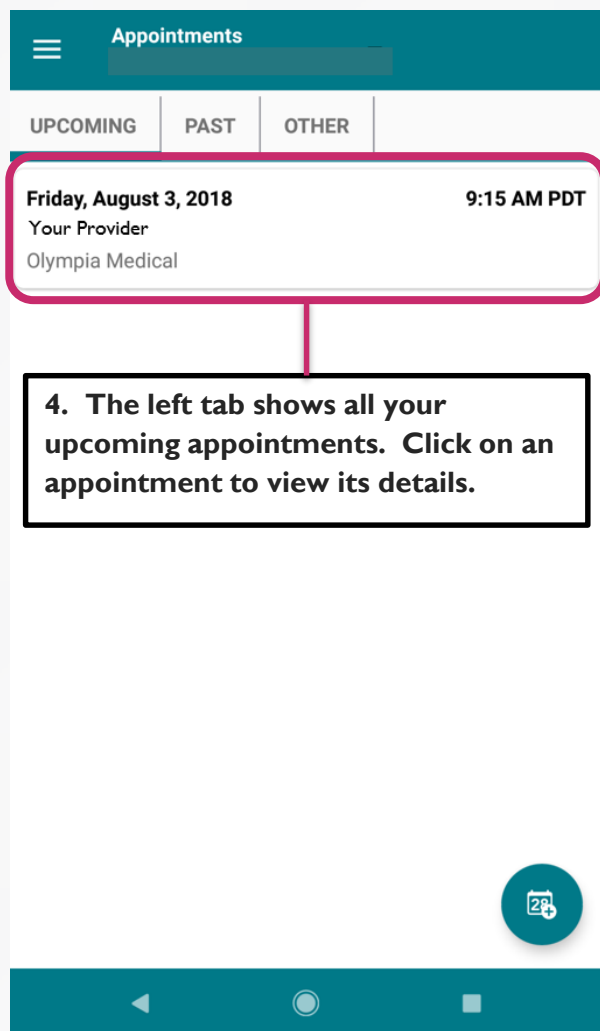 Appointments
UPCOMING PAST OTHER
Friday, August 3, 2018 9:15 AM PDT
Your Provider
Olympia Medical
4. The left tab shows all your
upcoming appointments. Click on an
appointment to view its details.
28